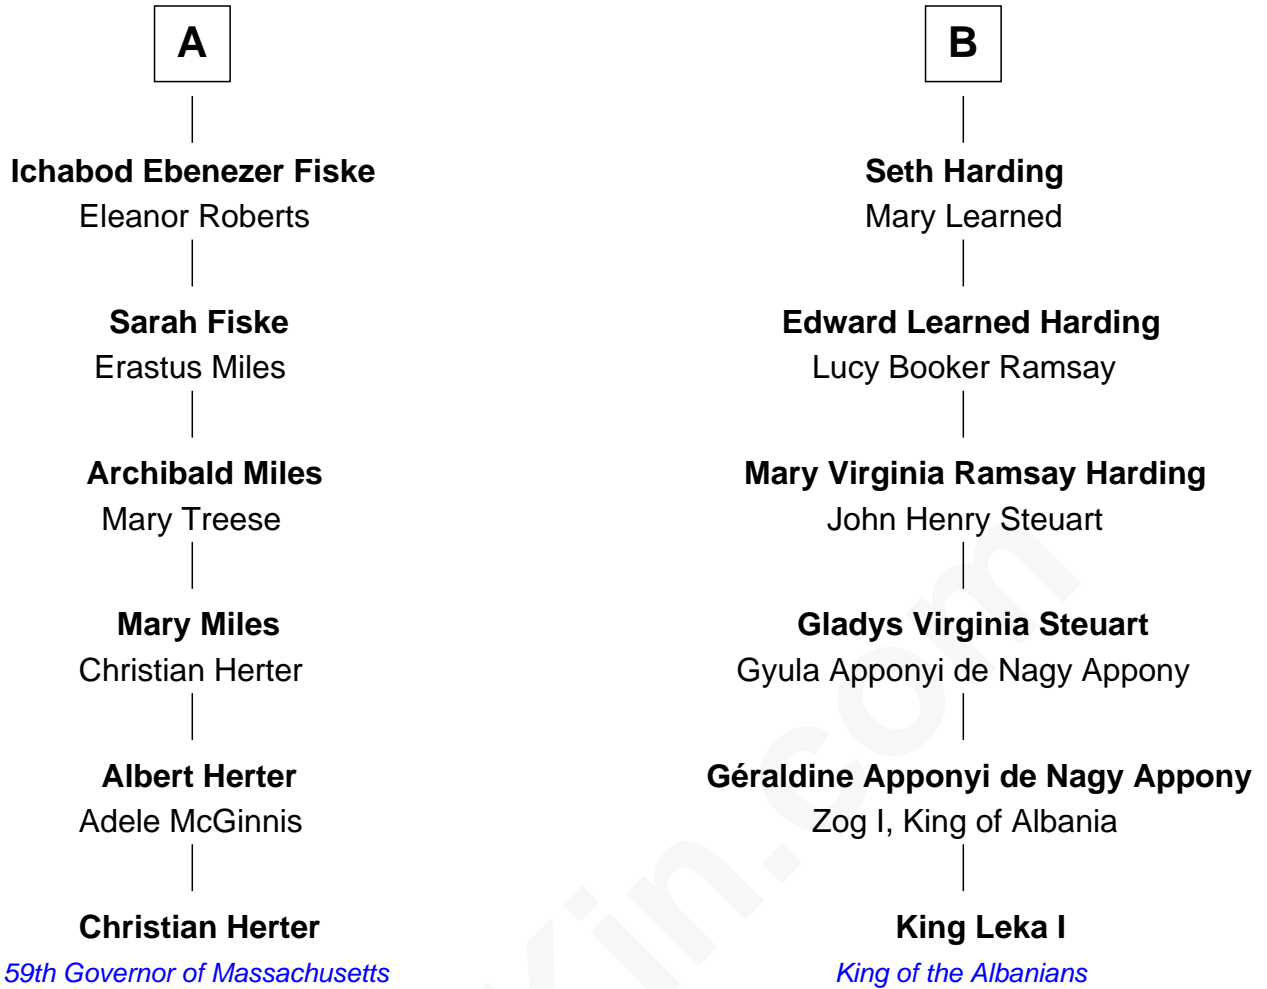 A
Ichabod Ebenezer Fiske
Eleanor Roberts
Sarah Fiske
Erastus Miles
Archibald Miles
Mary Treese
Mary Miles
Christian Herter
Albert Herter
Adele McGinnis
Christian Herter
59th Governor of Massachusetts
B
Seth Harding
Mary Learned
Edward Learned Harding
Lucy Booker Ramsay
Mary Virginia Ramsay Harding
John Henry Steuart
Gladys Virginia Steuart
Gyula Apponyi de Nagy Appony
Géraldine Apponyi de Nagy Appony
Zog I, King of Albania
King Leka I
King of the Albanians
Kin.com